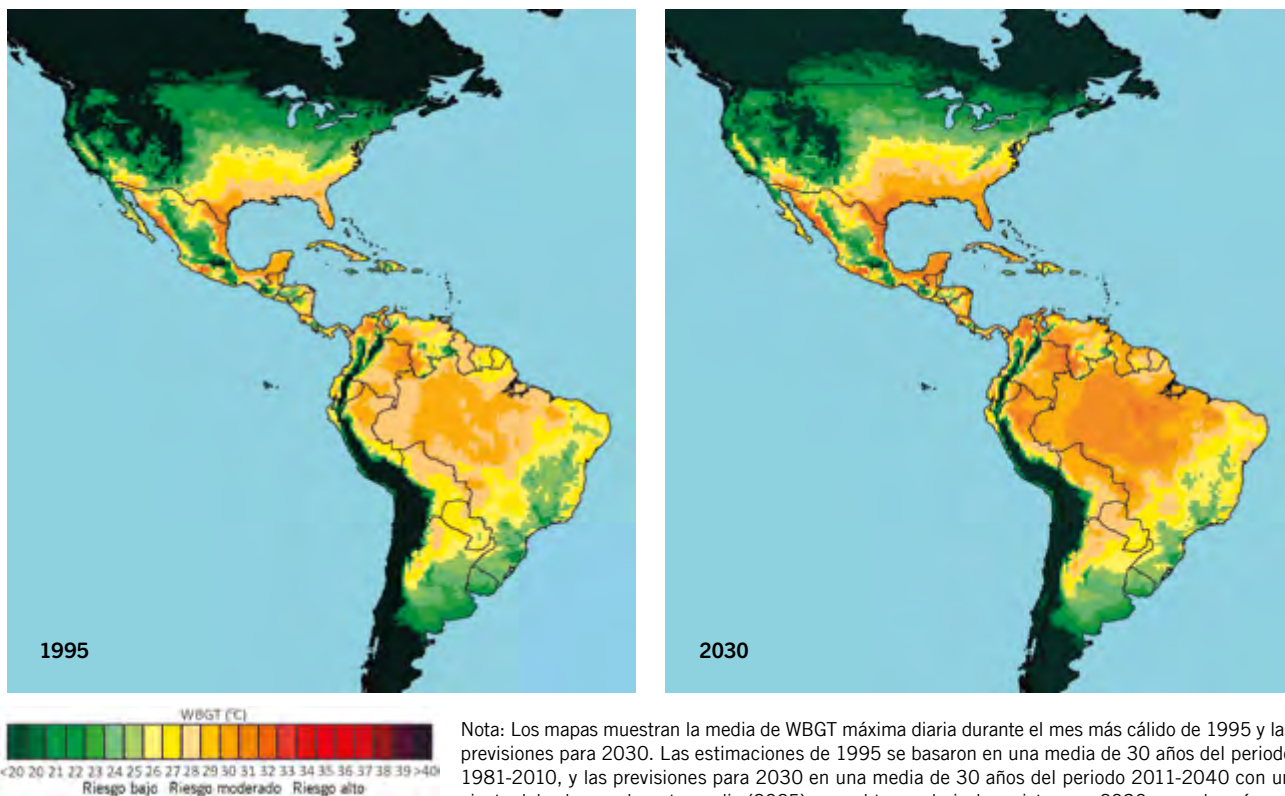 1995
2030
WBGT (°C)
<20 20 21 22 23 24 25 26 27 28 29 30 31 32 33 34 35 36 37 38 39 >40
Riesgo bajo Riesgo moderado Riesgo alto
Nota: Los mapas muestran la media de WBGT máxima diaria durante el mes más cálido de 1995 y la
previsiones para 2030. Las estimaciones de 1995 se basaron en una media de 30 años del periodo
1981-2010, y las previsiones para 2030 en una media de 30 años del periodo 2011-2040 con un